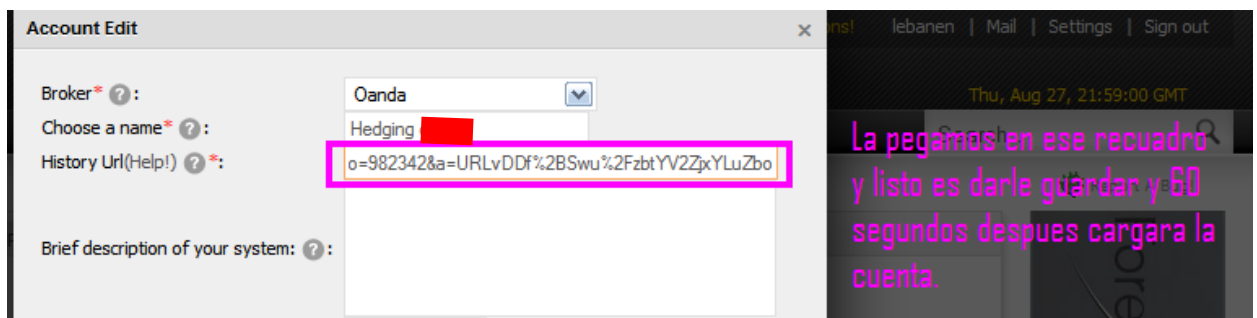 Account Edit
ons! lebanen | Mail | Settings | Sign out
Thu, Aug 27, 21:59:00 GMT
Broker* ? :
Oanda
Choose a name* ? :
Hedging
History Url(Help!) ? *:
o=982342&a=URLvDDf%2BSwu%2FzbtYV2ZjxYLuZbo
Brief description of your system: ? :
La pegamos en ese recuadro
y listo es darle guardar y 60
segundos despues cargara la
cuenta.
Fore